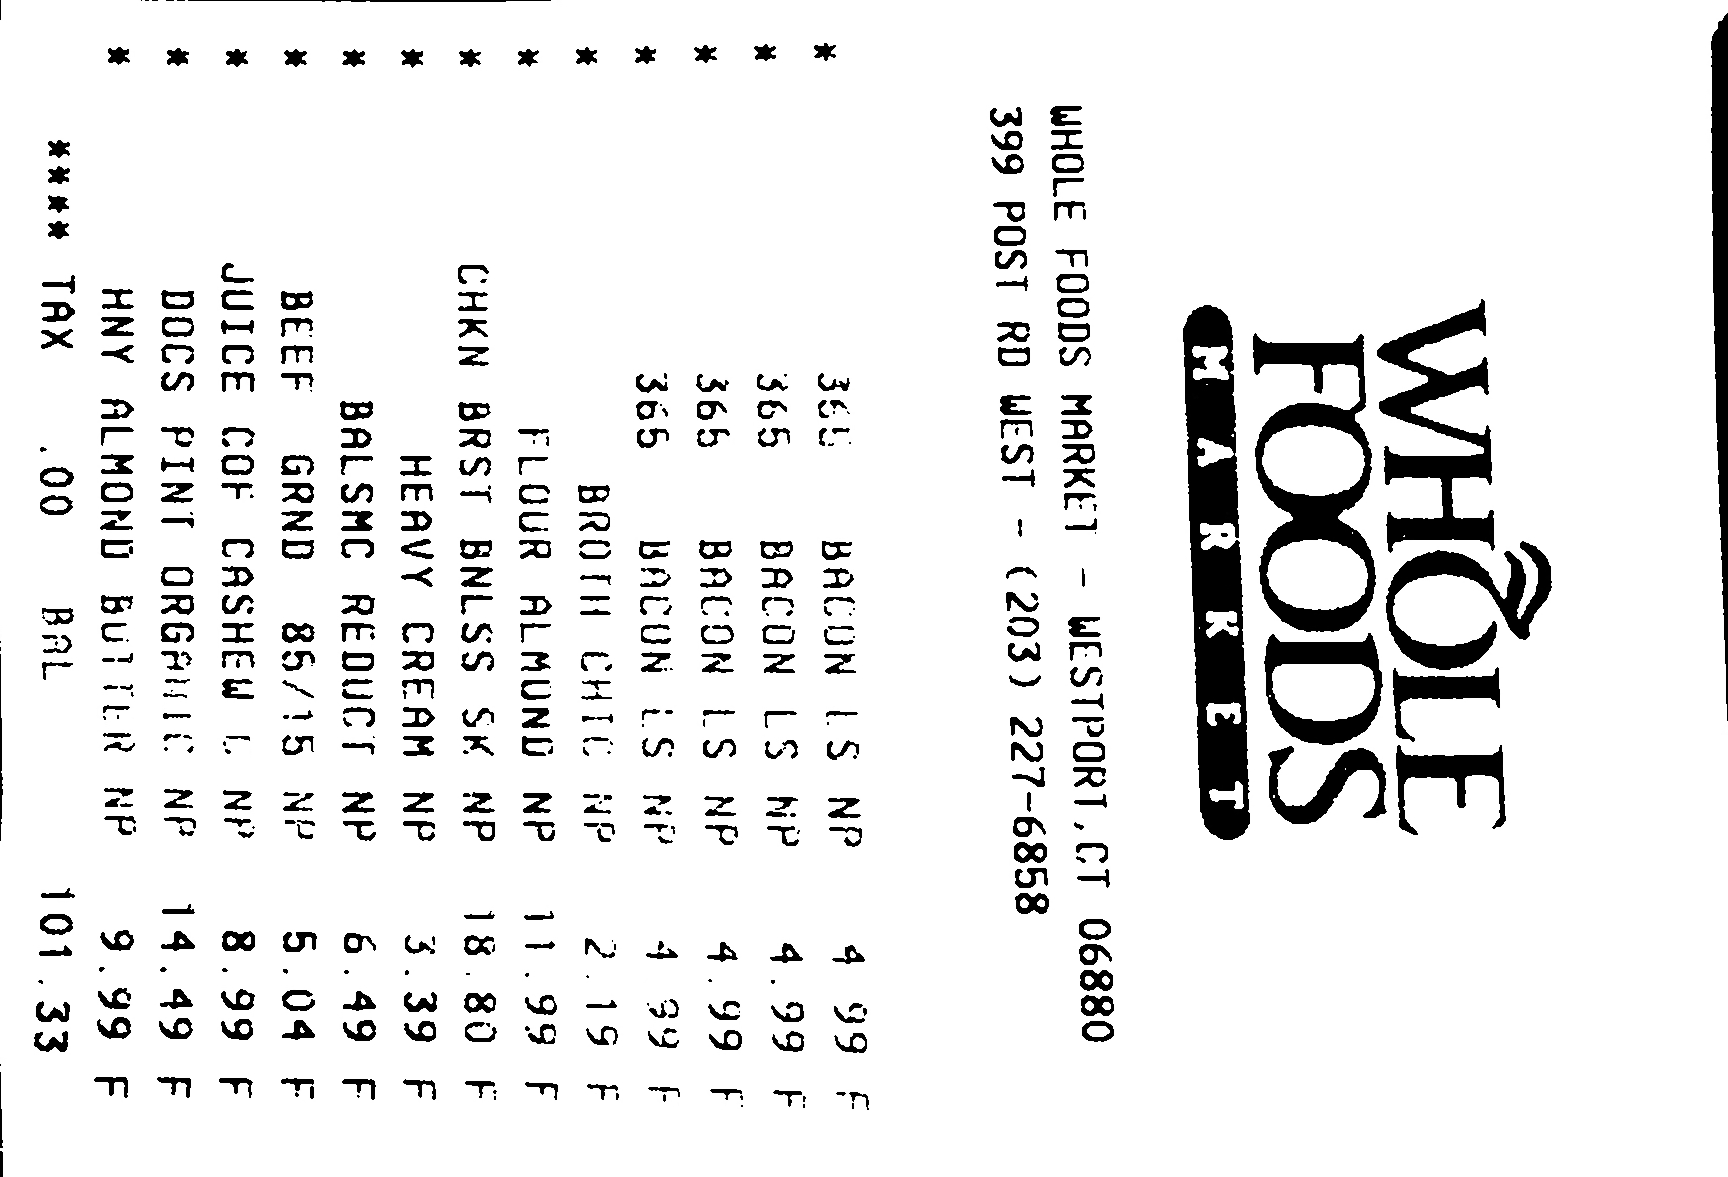 WHOLE
FOODS
MARKET
WHOLE FOODS MARKET - WESTPORT,CT 06880
399 POST RD WEST - (203) 227-6858
* 365 BACON LS NP 4.99 F
* 365 BACON LS NP 4.99 F
* 365 BACON LS NP 4.99 F
* 365 BACON LS NP 4.99 F
* BROTH CHIC NP 2.19 F
* FLOUR ALMOND NP 11.99 F
* CHKN BRST BNLSS SK NP 18.80 F
* HEAVY CREAM NP 3.39 F
* BALSMC REDUCT NP 6.49 F
* BEEF GRND 85/15 NP 5.04 F
* JUICE COF CASHEW L NP 8.99 F
* DOCS PINT ORGANIC NP 14.49 F
* HNY ALMOND BUTTER NP 9.99 F
**** TAX .00 BAL 101.33